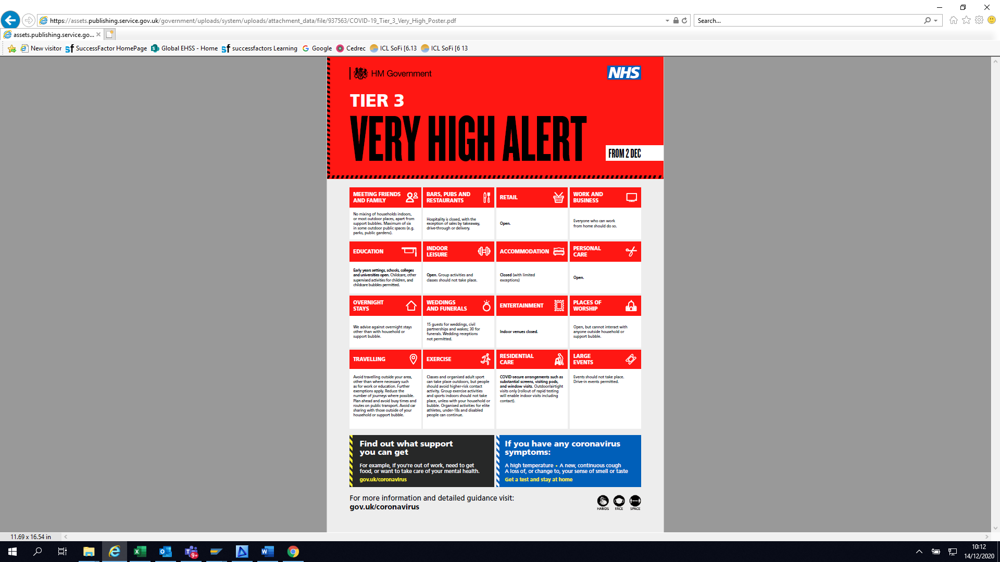 https://assets.publishing.service.gov.uk/government/uploads/system/uploads/attachment_data/file/937563/COVID-19_Tier_3_Very_High_Poster.pdf
Search...
assets.publishing.service.go...
New visitor
SuccessFactor HomePage
Global EHSS - Home
successfactors Learning
Google
Cedrec
ICL SoFi [6.13
ICL SoFi [6 13
HM Government
NHS
TIER 3
VERY HIGH ALERT
FROM 2 DEC
MEETING FRIENDS
AND FAMILY
No mixing of households indoors,
or most outdoor places, apart from
support bubbles. Maximum of six
in some outdoor public spaces (e.g.
parks, public gardens).
BARS, PUBS AND
RESTAURANTS
Hospitality is closed, with the
exception of sales by takeaway,
drive-through or delivery.
RETAIL
Open.
WORK AND
BUSINESS
Everyone who can work
from home should do so.
EDUCATION
Early years settings, schools, colleges
and universities open. Childcare, other
supervised activities for children, and
childcare bubbles permitted.
INDOOR
LEISURE
Open. Group activities and
classes should not take place.
ACCOMMODATION
Closed (with limited
exceptions)
PERSONAL
CARE
Open.
OVERNIGHT
STAYS
We advise against overnight stays
other than with household or
support bubble.
WEDDINGS
AND FUNERALS
15 guests for weddings, civil
partnerships and wakes; 30 for
funerals. Wedding receptions
not permitted.
ENTERTAINMENT
Indoor venues closed.
PLACES OF
WORSHIP
Open, but cannot interact with
anyone outside household or
support bubble.
TRAVELLING
Avoid travelling outside your area,
other than where necessary such
as for work or education. Further
exemptions apply. Reduce the
number of journeys where possible.
Plan ahead and avoid busy times and
routes on public transport. Avoid car
sharing with those outside of your
household or support bubble.
EXERCISE
Classes and organised adult sport
can take place outdoors, but people
should avoid higher-risk contact
activity. Group exercise activities
and sports indoors should not take
place, unless with your household or
bubble. Organised activities for elite
athletes, under-18s and disabled
people can continue.
RESIDENTIAL
CARE
COVID-secure arrangements such as
substantial screens, visiting pods,
and window visits. Outdoor/airtight
visits only (rollout of rapid testing
will enable indoor visits including
contact).
LARGE
EVENTS
Events should not take place.
Drive-in events permitted.
Find out what support
you can get
For example, if you're out of work, need to get
food, or want to take care of your mental health.
gov.uk/coronavirus
If you have any coronavirus
symptoms:
A high temperature • A new, continuous cough
A loss of, or change to, your sense of smell or taste
Get a test and stay at home
For more information and detailed guidance visit:
gov.uk/coronavirus
HANDS
FACE
SPACE
11.69 x 16.54 in
9+
10:12
14/12/2020